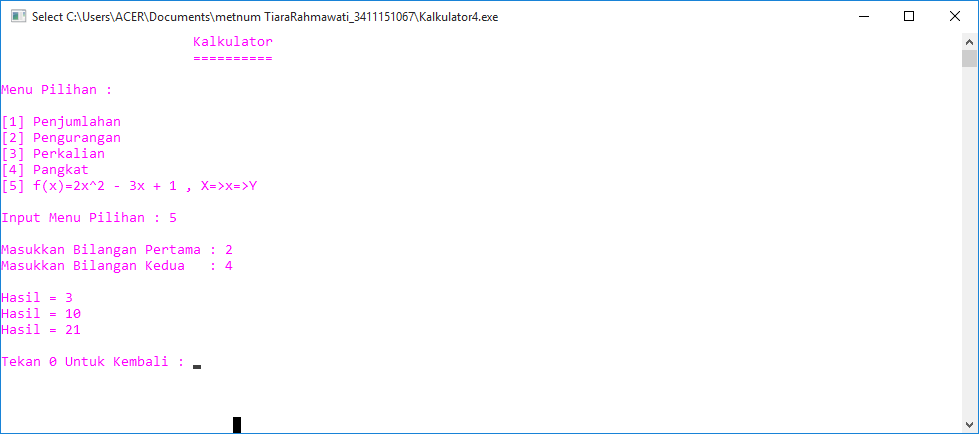 Select C:\Users\ACER\Documents\metnum TiaraRahmawati_3411151067\Kalkulator4.exe
Kalkulator
==========
Menu Pilihan :
[1] Penjumlahan
[2] Pengurangan
[3] Perkalian
[4] Pangkat
[5] f(x)=2x^2 - 3x + 1 , X=>x=>Y
Input Menu Pilihan : 5
Masukkan Bilangan Pertama : 2
Masukkan Bilangan Kedua   : 4
Hasil = 3
Hasil = 10
Hasil = 21
Tekan 0 Untuk Kembali :